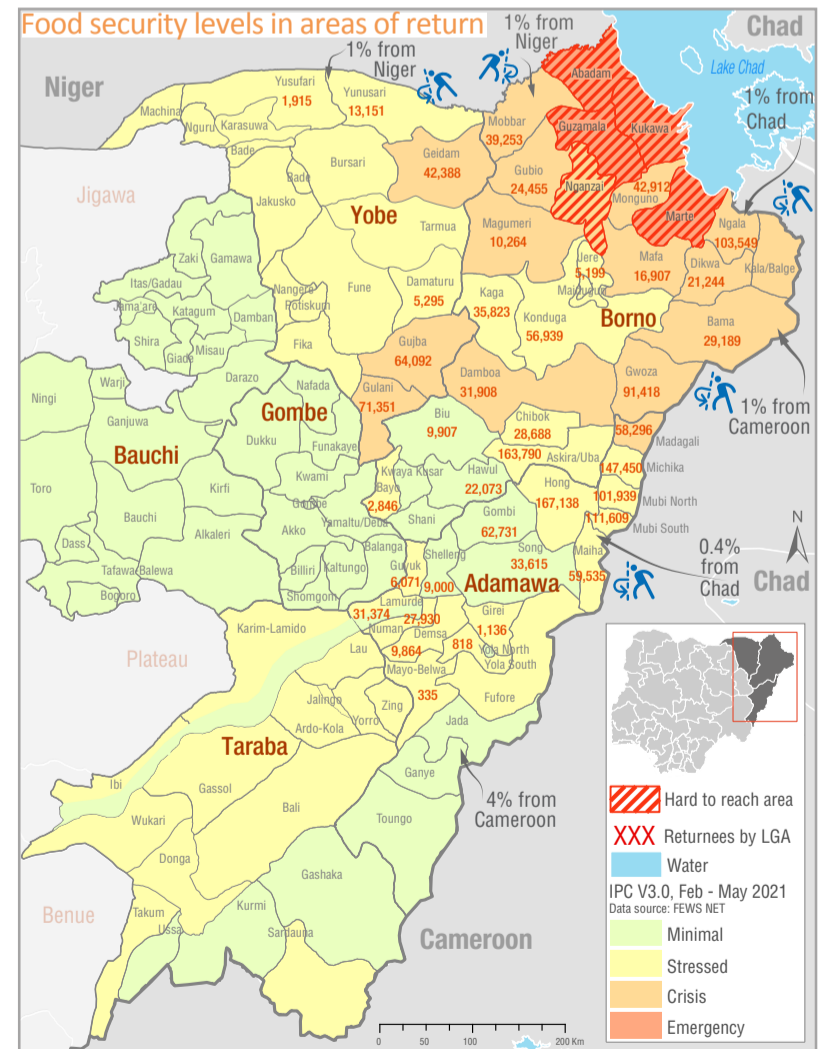 Food security levels in areas of return
1% from
Niger
Chad
1% from
Niger
Lake Chad
1% from
Chad
Niger
Yusufari
1,915
Yunusari
13,151
Machina
Nguru
Karasuwa
Bade
Bursari
Bade
Jakusko
Geidam
42,388
Mobbar
39,253
Abadam
Guzamala
Kukawa
Gubio
24,455
Nganzai
42,912
Monguno
Marte
Jigawa
Yobe
Tarmua
Magumeri
10,264
Ngala
103,549
Jere
5,199
Maiduguri
Mafa
16,907
Dikwa
21,244
Kala/Balge
Zaki
Gamawa
Itas/Gadau
Jama'are
Katagum
Damban
Shira
Giade
Misau
Nangere
Potiskum
Fune
Damaturu
5,295
Kaga
35,823
Konduga
56,939
Borno
Bama
29,189
Fika
Gujba
64,092
Damboa
31,908
Gwoza
91,418
1% from
Cameroon
Ningi
Warji
Darazo
Nafada
Gulani
71,351
Ganjuwa
Gombe
Dukku
Funakaye
Biu
9,907
Chibok
28,688
163,790
Askira/Uba
58,296
Madagali
Bauchi
Toro
Kirfi
Kwami
Kwaya Kusar
Bayo
2,846
Hawul
22,073
Hong
167,138
147,450
Michika
101,939
Mubi North
111,609
Mubi South
Bauchi
Alkaleri
Gombe
Akko
Yamaltu/Deba
Shani
Gombi
62,731
Dass
Tafawa Balewa
Bogoro
Billiri
Kaltungo
Balanga
Shomgom
Guyuk
6,071
Shelleng
9,000
Song
33,615
Adamawa
Maiha
59,535
0.4%
from
Chad
Chad
N
Karim-Lamido
31,374
Lamurde
27,930
Numan
Demsa
9,864
Girei
1,136
818
Yola North
Yola South
Plateau
Lau
Mayo-Belwa
335
Fufore
Jalingo
Ardo-Kola
Yorro
Zing
Jada
Taraba
Ganye
4% from
Cameroon
Ibi
Gassol
Bali
Toungo
Wukari
Donga
Gashaka
Benue
Takum
Ussa
Kurmi
Sardauna
Cameroon
Hard to reach area
XXX Returnees by LGA
Water
IPC V3.0, Feb - May 2021
Data source: FEWS NET
Minimal
Stressed
Crisis
Emergency
0 50 100 200 Km